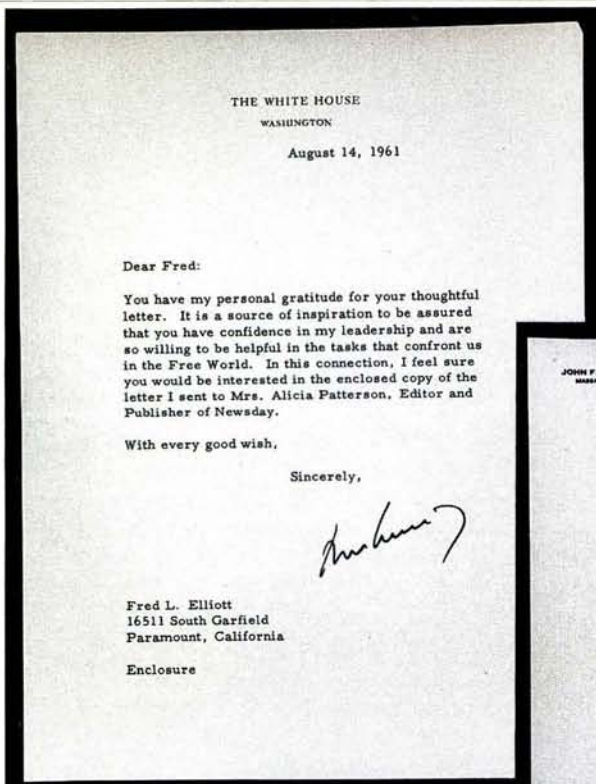 THE WHITE HOUSE
WASHINGTON
August 14, 1961
Dear Fred:
You have my personal gratitude for your thoughtful
letter. It is a source of inspiration to be assured
that you have confidence in my leadership and are
so willing to be helpful in the tasks that confront us
in the Free World. In this connection, I feel sure
you would be interested in the enclosed copy of the
letter I sent to Mrs. Alicia Patterson, Editor and
Publisher of Newsday.
With every good wish,
Sincerely,
Fred L. Elliott
16511 South Garfield
Paramount, California
Enclosure
JOHN F